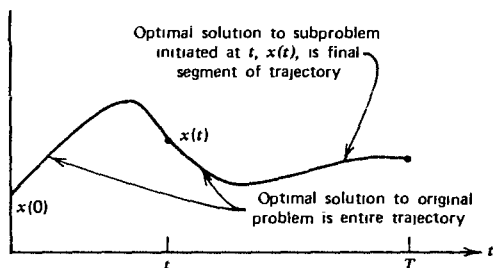 Optimal solution to subproblem
initiated at t, x(t), is final
segment of trajectory
x(t)
x(0)
Optimal solution to original
problem is entire trajectory
t
T
t